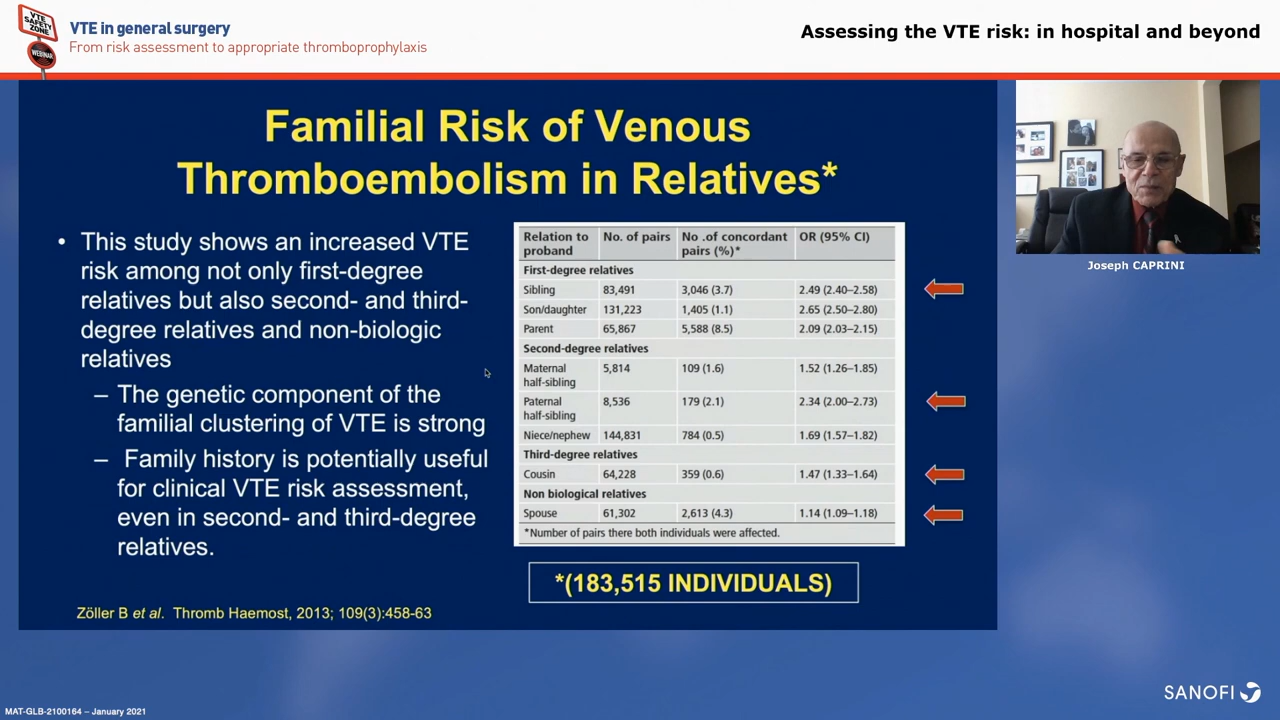 VTE
SAFETY
ZONE
WEBINAR
VTE in general surgery
From risk assessment to appropriate thromboprophylaxis
Assessing the VTE risk: in hospital and beyond
Familial Risk of Venous
Thromboembolism in Relatives*
• This study shows an increased VTE
risk among not only first-degree
relatives but also second- and third-
degree relatives and non-biologic
relatives
– The genetic component of the
familial clustering of VTE is strong
– Family history is potentially useful
for clinical VTE risk assessment,
even in second- and third-degree
relatives.
Zöller B et al. Thromb Haemost, 2013; 109(3):458-63
Relation to proband No. of pairs No .of concordant pairs (%)* OR (95% CI)
First-degree relatives
Sibling 83,491 3,046 (3.7) 2.49 (2.40–2.58)
Son/daughter 131,223 1,405 (1.1) 2.65 (2.50–2.80)
Parent 65,867 5,588 (8.5) 2.09 (2.03–2.15)
Second-degree relatives
Maternal half-sibling 5,814 109 (1.6) 1.52 (1.26–1.85)
Paternal half-sibling 8,536 179 (2.1) 2.34 (2.00–2.73)
Niece/nephew 144,831 784 (0.5) 1.69 (1.57–1.82)
Third-degree relatives
Cousin 64,228 359 (0.6) 1.47 (1.33–1.64)
Non biological relatives
Spouse 61,302 2,613 (4.3) 1.14 (1.09–1.18)
*Number of pairs there both individuals were affected.
*(183,515 INDIVIDUALS)
Joseph CAPRINI
SANOFI
MAT-GLB-2100164 – January 2021